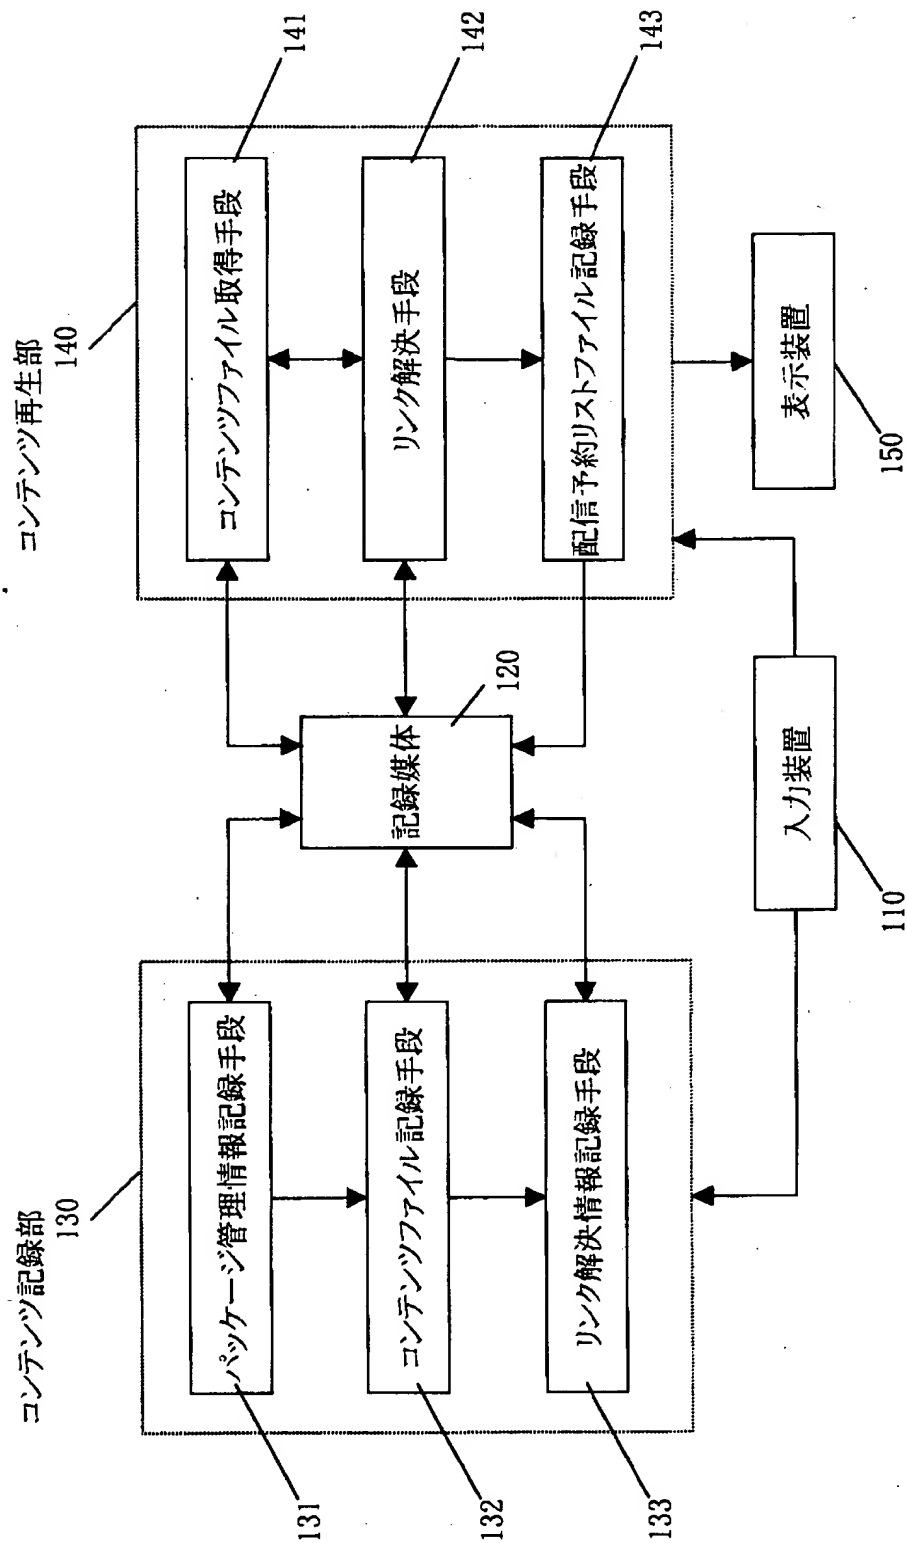 コンテンツ記録部
130
パッケージ管理情報記録手段
131
コンテンツファイル記録手段
132
リンク解決情報記録手段
133
記録媒体
120
コンテンツ再生部
140
コンテンツファイル取得手段
141
リンク解決手段
142
配信予約リストファイル記録手段
143
入力装置
110
表示装置
150